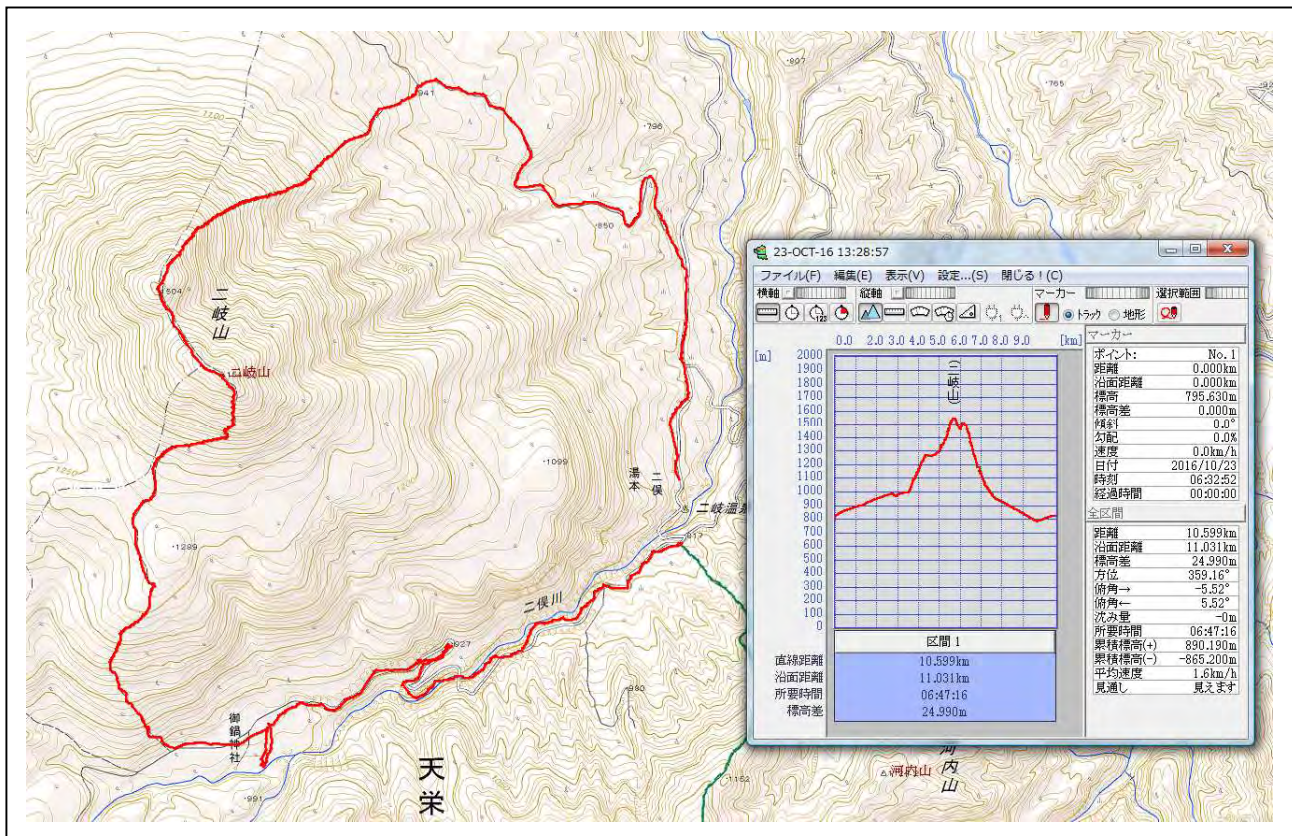 941
796
807
765
1100
850
1504
二岐山
二岐山
1250
1099
二俣
湯本
二岐温泉
817
1289
二俣川
927
980
御鍋神社
991
天栄
1152
河内山
河内山
23-OCT-16 13:28:57
ファイル(F) 編集(E) 表示(V) 設定...(S) 閉じる!(C)
横軸 縦軸 マーカー 選択範囲
トラック 地形
0.0 2.0 3.0 4.0 5.0 6.0 7.0 8.0 9.0 [km]
[m]
2000
1900
1800
1700
1600
1500
1400
1300
1200
1100
1000
900
800
700
600
500
400
300
200
100
0
(二岐山)
区間 1
直線距離 10.599km
沿面距離 11.031km
所要時間 06:47:16
標高差 24.990m
マーカー
ポイント: No.1
距離 0.000km
沿面距離 0.000km
標高 795.630m
標高差 0.000m
傾斜 0.0°
勾配 0.0%
速度 0.0km/h
日付 2016/10/23
時刻 06:32:52
経過時間 00:00:00
全区間
距離 10.599km
沿面距離 11.031km
標高差 24.990m
方位 359.16°
俯角→ -5.52°
俯角← 5.52°
沈み量 -0m
所要時間 06:47:16
累積標高(+) 890.190m
累積標高(-) -865.200m
平均速度 1.6km/h
見通し 見えます